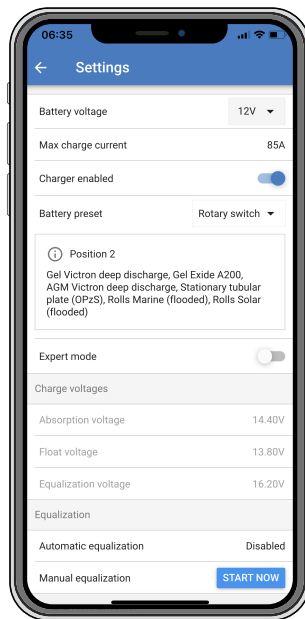 06:35
Settings
Battery voltage 12V
Max charge current 85A
Charger enabled
Battery preset Rotary switch
Position 2
Gel Victron deep discharge, Gel Exide A200,
AGM Victron deep discharge, Stationary tubular
plate (OPzS), Rolls Marine (flooded), Rolls Solar
(flooded)
Expert mode
Charge voltages
Absorption voltage 14.40V
Float voltage 13.80V
Equalization voltage 16.20V
Equalization
Automatic equalization Disabled
Manual equalization START NOW